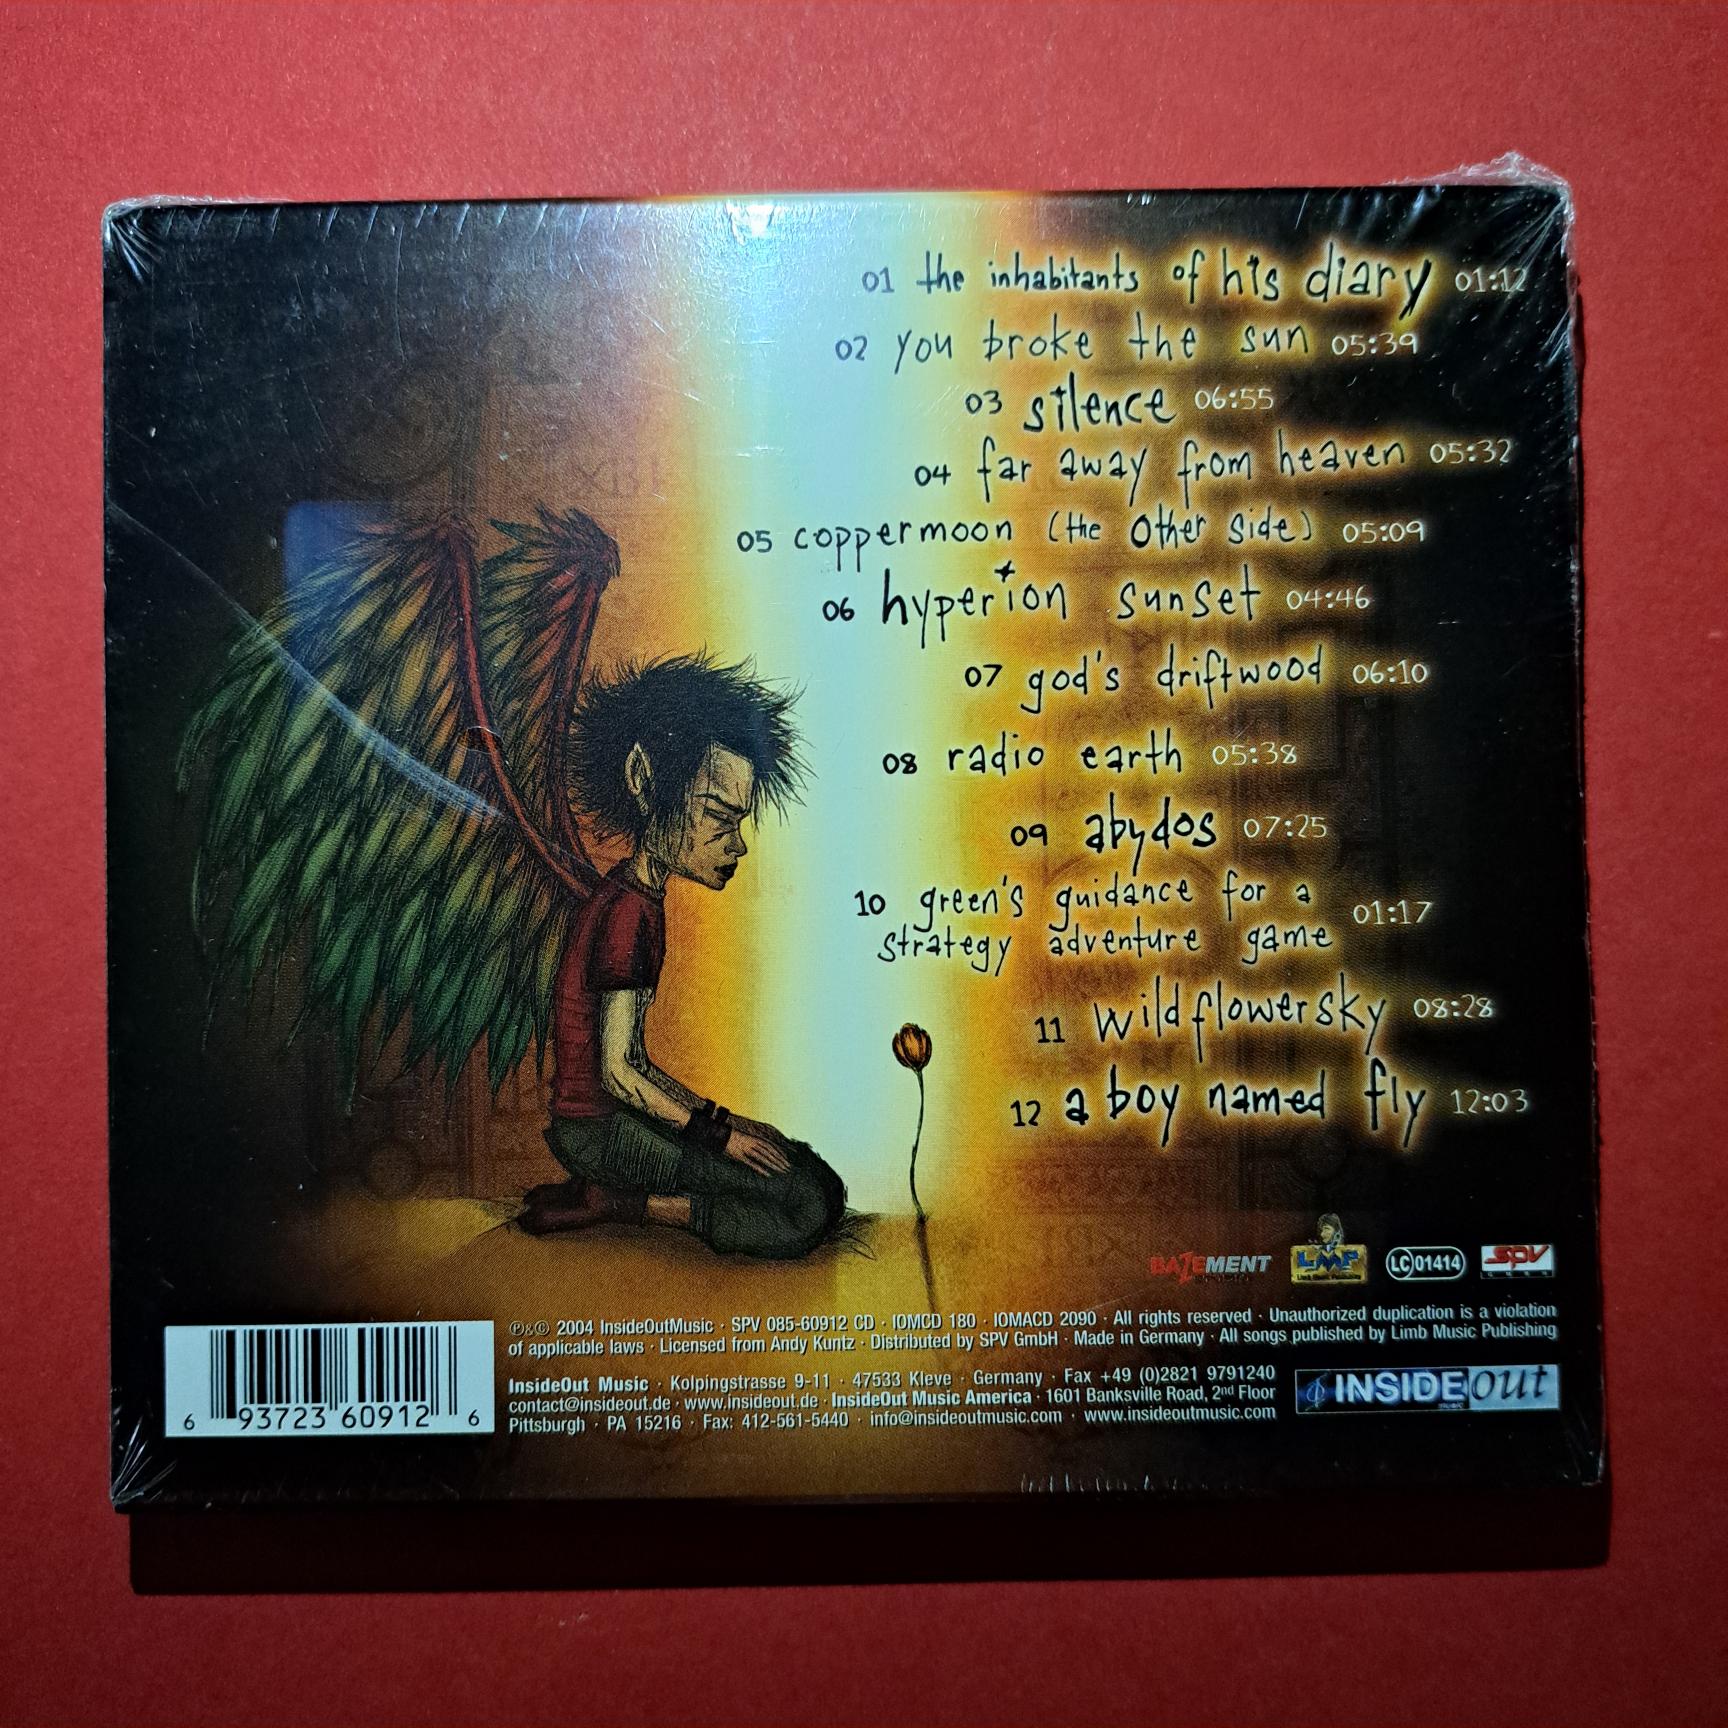 01 the inhabitants of his diary 01:12
02 you broke the sun 05:39
03 silence 06:55
04 far away from heaven 05:32
05 coppermoon (the other side) 05:09
06 hyperion sunset 04:46
07 god's driftwood 06:10
08 radio earth 05:38
09 abydos 07:25
10 green's guidance for a
strategy adventure game 01:17
11 wildflowersky 08:28
12 a boy named fly 12:03
BAZEMENT
LMP
LC 01414
SPV
℗&© 2004 InsideOutMusic · SPV 085-60912 CD · IOMCD 180 · IOMACD 2090 · All rights reserved · Unauthorized duplication is a violation
of applicable laws · Licensed from Andy Kuntz · Distributed by SPV GmbH · Made in Germany · All songs published by Limb Music Publishing
InsideOut Music · Kolpingstrasse 9-11 · 47533 Kleve · Germany · Fax +49 (0)2821 9791240
contact@insideout.de · www.insideout.de · InsideOut Music America · 1601 Banksville Road, 2nd Floor
Pittsburgh · PA 15216 · Fax: 412-561-5440 · info@insideoutmusic.com · www.insideoutmusic.com
INSIDEOUT
6 93723 60912 6